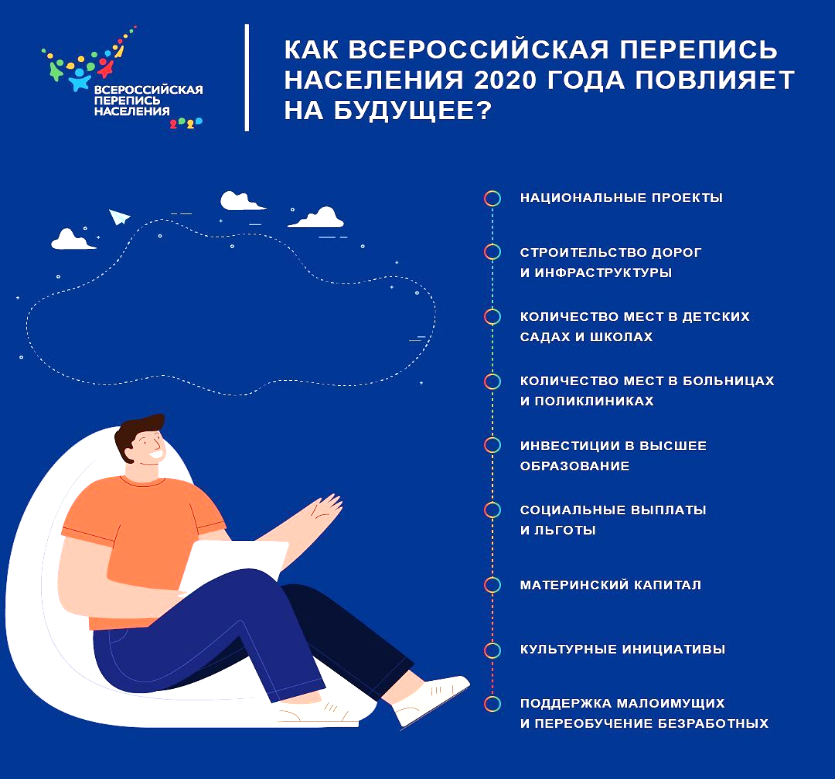 ВСЕРОССИЙСКАЯ
ПЕРЕПИСЬ
НАСЕЛЕНИЯ
2020
КАК ВСЕРОССИЙСКАЯ ПЕРЕПИСЬ
НАСЕЛЕНИЯ 2020 ГОДА ПОВЛИЯЕТ
НА БУДУЩЕЕ?
НАЦИОНАЛЬНЫЕ ПРОЕКТЫ
СТРОИТЕЛЬСТВО ДОРОГ
И ИНФРАСТРУКТУРЫ
КОЛИЧЕСТВО МЕСТ В ДЕТСКИХ
САДАХ И ШКОЛАХ
КОЛИЧЕСТВО МЕСТ В БОЛЬНИЦАХ
И ПОЛИКЛИНИКАХ
ИНВЕСТИЦИИ В ВЫСШЕЕ
ОБРАЗОВАНИЕ
СОЦИАЛЬНЫЕ ВЫПЛАТЫ
И ЛЬГОТЫ
МАТЕРИНСКИЙ КАПИТАЛ
КУЛЬТУРНЫЕ ИНИЦИАТИВЫ
ПОДДЕРЖКА МАЛОИМУЩИХ
И ПЕРЕОБУЧЕНИЕ БЕЗРАБОТНЫХ